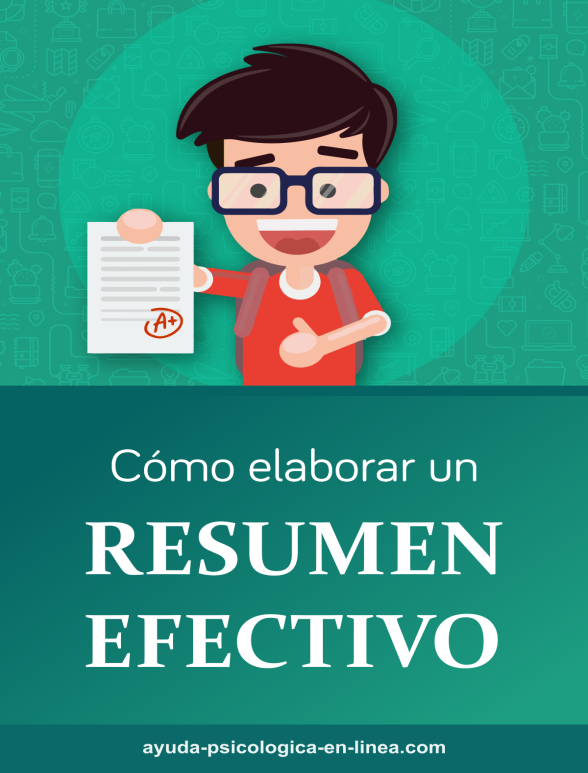 A+
Cómo elaborar un
RESUMEN
EFECTIVO
ayuda-psicologica-en-linea.com